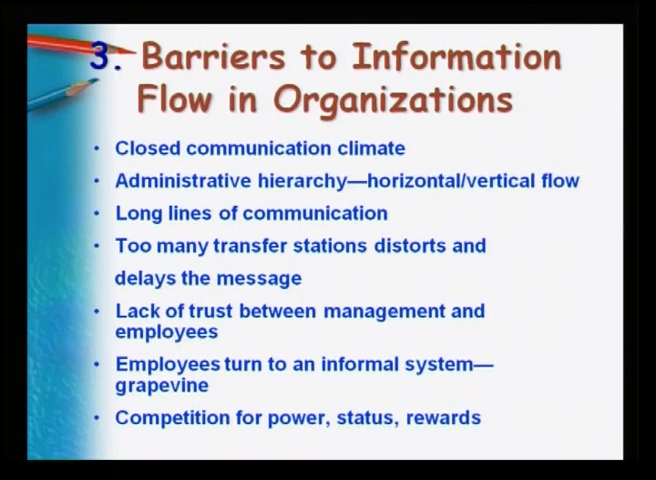 3. Barriers to Information
Flow in Organizations
• Closed communication climate
• Administrative hierarchy—horizontal/vertical flow
• Long lines of communication
• Too many transfer stations distorts and
delays the message
• Lack of trust between management and
employees
• Employees turn to an informal system—
grapevine
• Competition for power, status, rewards